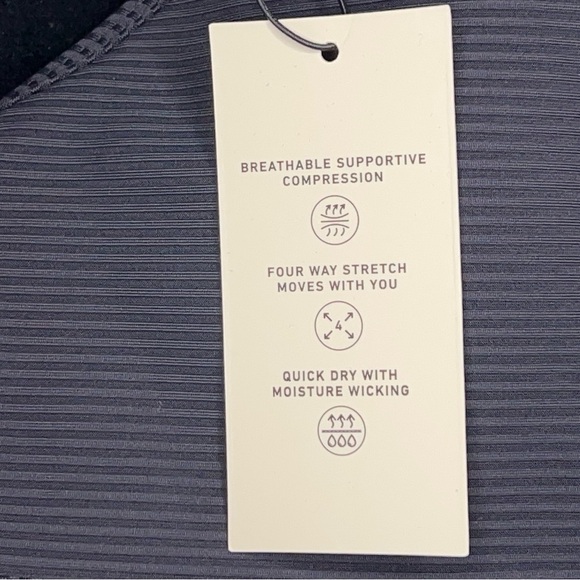 BREATHABLE SUPPORTIVE
COMPRESSION
FOUR WAY STRETCH
MOVES WITH YOU
4
QUICK DRY WITH
MOISTURE WICKING